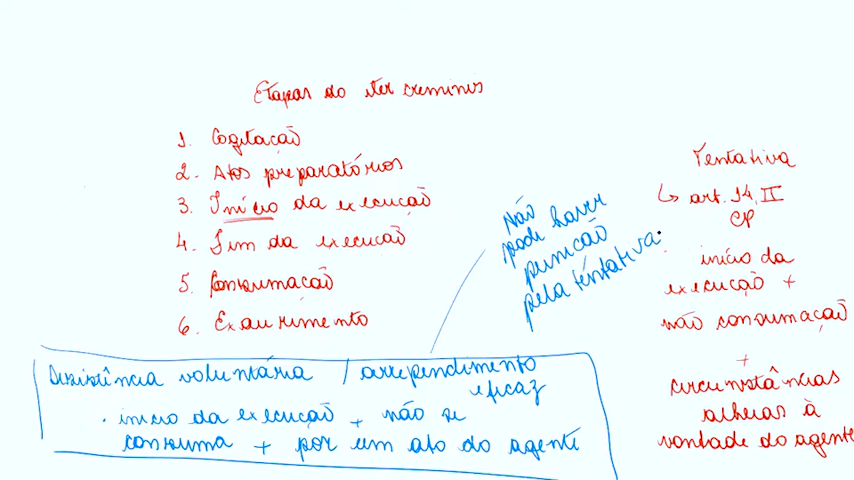 Etapas do iter criminis
1. Cogitação
2. Atos preparatórios
3. Início da execução
4. Fim da execução
5. Consumação
6. Exaurimento
Não
pode haver
punição
pela tentativa.
Tentativa
↳ art. 14, II
CP
início da
execução +
não consumação
+
circunstâncias
alheias à
vontade do agente
Desistência voluntária / arrependimento
eficaz
· início da execução + não se
consuma + por um ato do agente